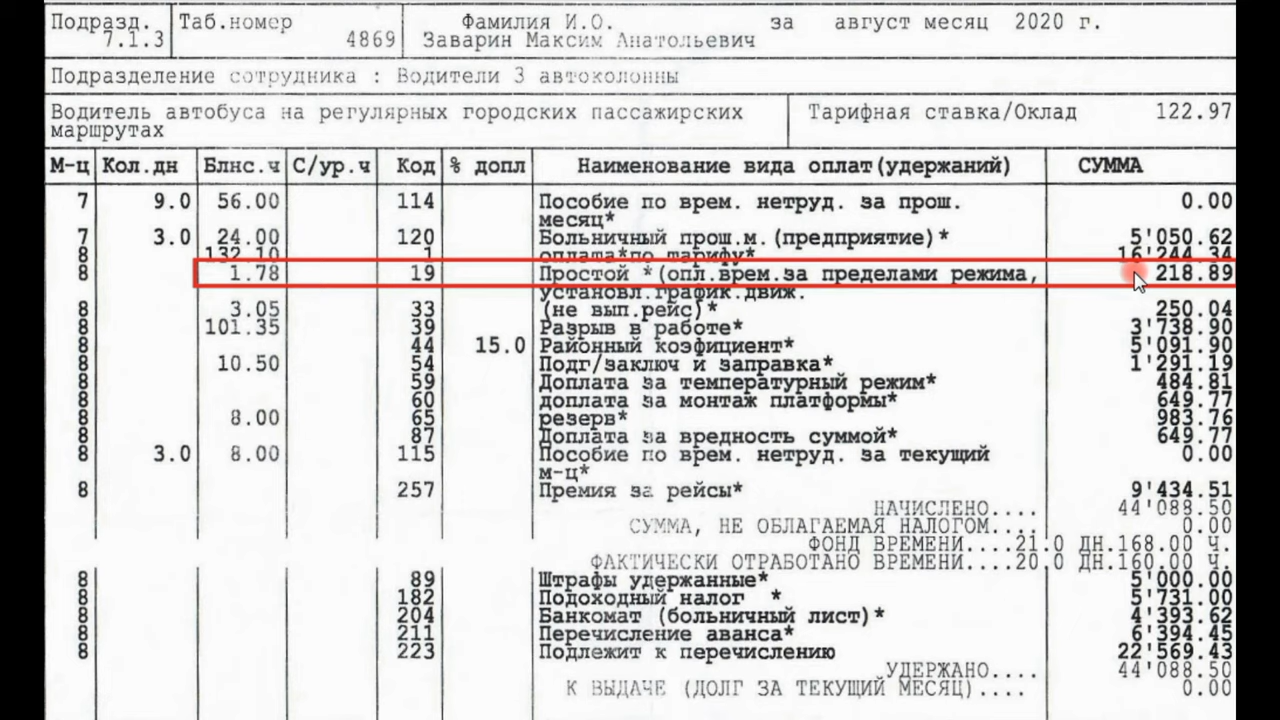 Подразд. Таб.номер Фамилия И.О. за август месяц 2020 г.
7.1.3 4869 Заварин Максим Анатольевич
Подразделение сотрудника : Водители 3 автоколонны
Водитель автобуса на регулярных городских пассажирских Тарифная ставка/Оклад 122.97
маршрутах
М-ц Кол.дн Блнс.ч С/ур.ч Код % допл Наименование вида оплат(удержаний) СУММА
7 9.0 56.00 114 Пособие по врем. нетруд. за прош. 0.00
месяц*
7 3.0 24.00 120 Больничный прош.м.(предприятие)* 5'050.62
8 132.10 1 оплата*по тарифу* 16'244.34
8 1.78 19 Простой *(опл.врем.за пределами режима, 218.89
установл.график.движ.
8 3.05 33 (не вып.рейс)* 250.04
8 101.35 39 Разрыв в работе* 3'738.90
8 44 15.0 Районный коэфициент* 5'091.90
8 10.50 54 Подг/заключ и заправка* 1'291.19
8 59 Доплата за температурный режим* 484.81
8 60 доплата за монтаж платформы* 649.77
8 8.00 65 резерв* 983.76
8 87 Доплата за вредность суммой* 649.77
8 3.0 8.00 115 Пособие по врем. нетруд. за текущий 0.00
м-ц*
8 257 Премия за рейсы* 9'434.51
НАЧИСЛЕНО.... 44'088.50
СУММА, НЕ ОБЛАГАЕМАЯ НАЛОГОМ.... 0.00
ФОНД ВРЕМЕНИ....21.0 ДН.168.00 Ч.
ФАКТИЧЕСКИ ОТРАБОТАНО ВРЕМЕНИ....20.0 ДН.160.00 Ч.
8 89 Штрафы удержанные* 5'000.00
8 182 Подоходный налог * 5'731.00
8 204 Банкомат (больничный лист)* 4'393.62
8 211 Перечисление аванса* 6'394.45
8 223 Подлежит к перечислению 22'569.43
УДЕРЖАНО.... 44'088.50
К ВЫДАЧЕ (ДОЛГ ЗА ТЕКУЩИЙ МЕСЯЦ).... 0.00